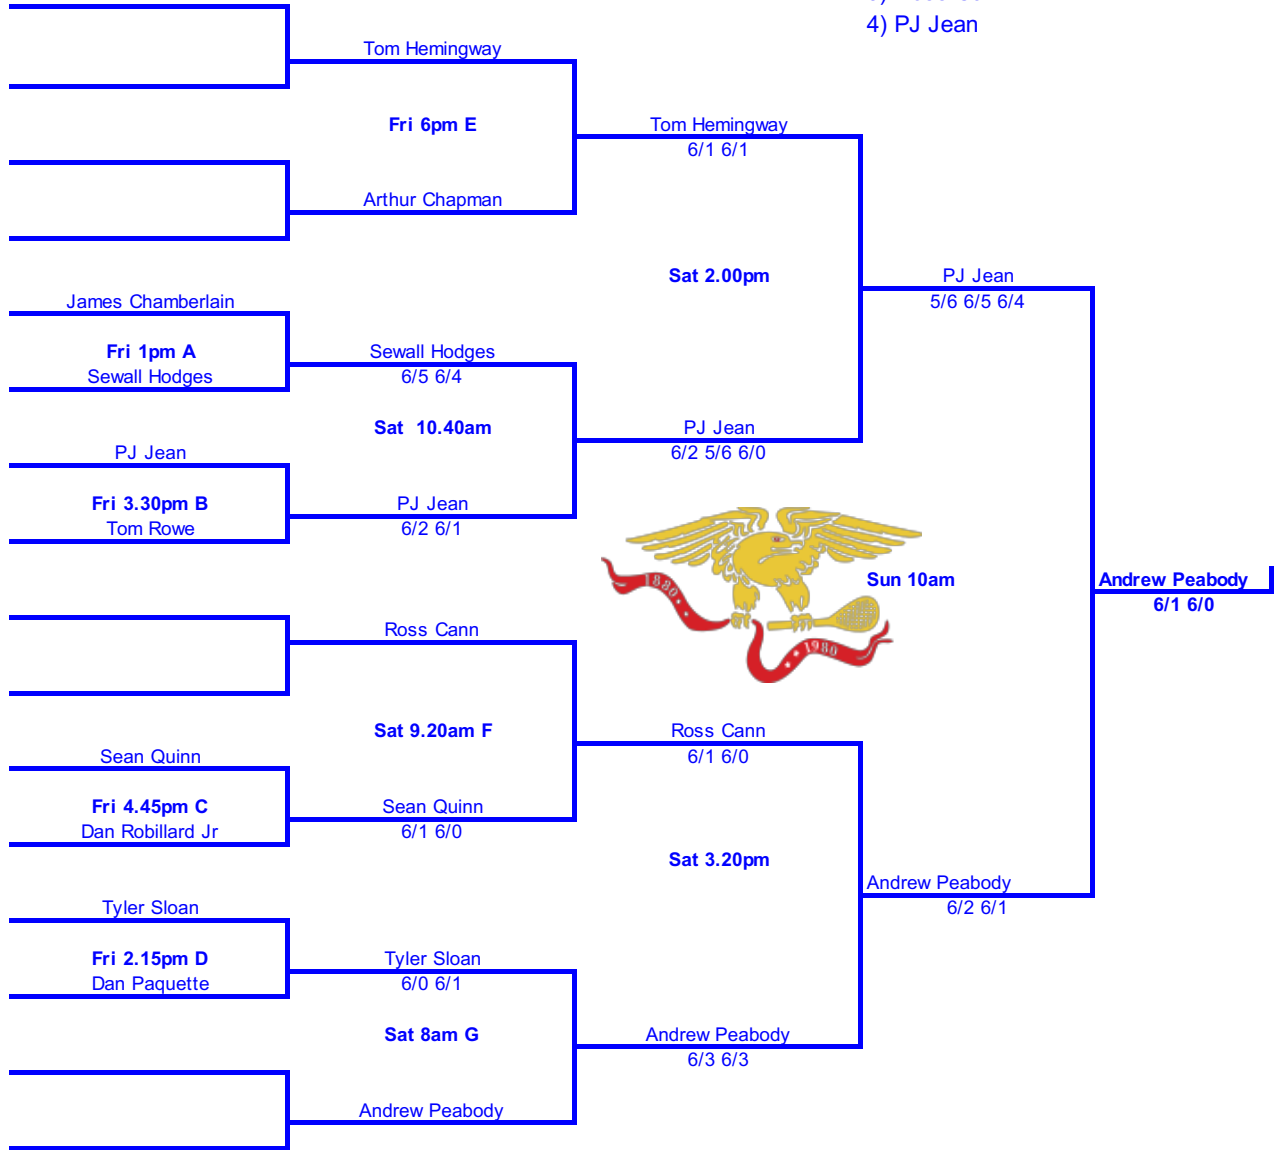 4) PJ Jean
Tom Hemingway
Fri 6pm E
Tom Hemingway
6/1 6/1
Arthur Chapman
Sat 2.00pm
PJ Jean
5/6 6/5 6/4
James Chamberlain
Fri 1pm A
Sewall Hodges
Sewall Hodges
6/5 6/4
Sat 10.40am
PJ Jean
6/2 5/6 6/0
PJ Jean
Fri 3.30pm B
Tom Rowe
PJ Jean
6/2 6/1
1880
1980
Sun 10am
Andrew Peabody
6/1 6/0
Ross Cann
Sat 9.20am F
Ross Cann
6/1 6/0
Sean Quinn
Fri 4.45pm C
Dan Robillard Jr
Sean Quinn
6/1 6/0
Sat 3.20pm
Andrew Peabody
6/2 6/1
Tyler Sloan
Fri 2.15pm D
Dan Paquette
Tyler Sloan
6/0 6/1
Sat 8am G
Andrew Peabody
6/3 6/3
Andrew Peabody